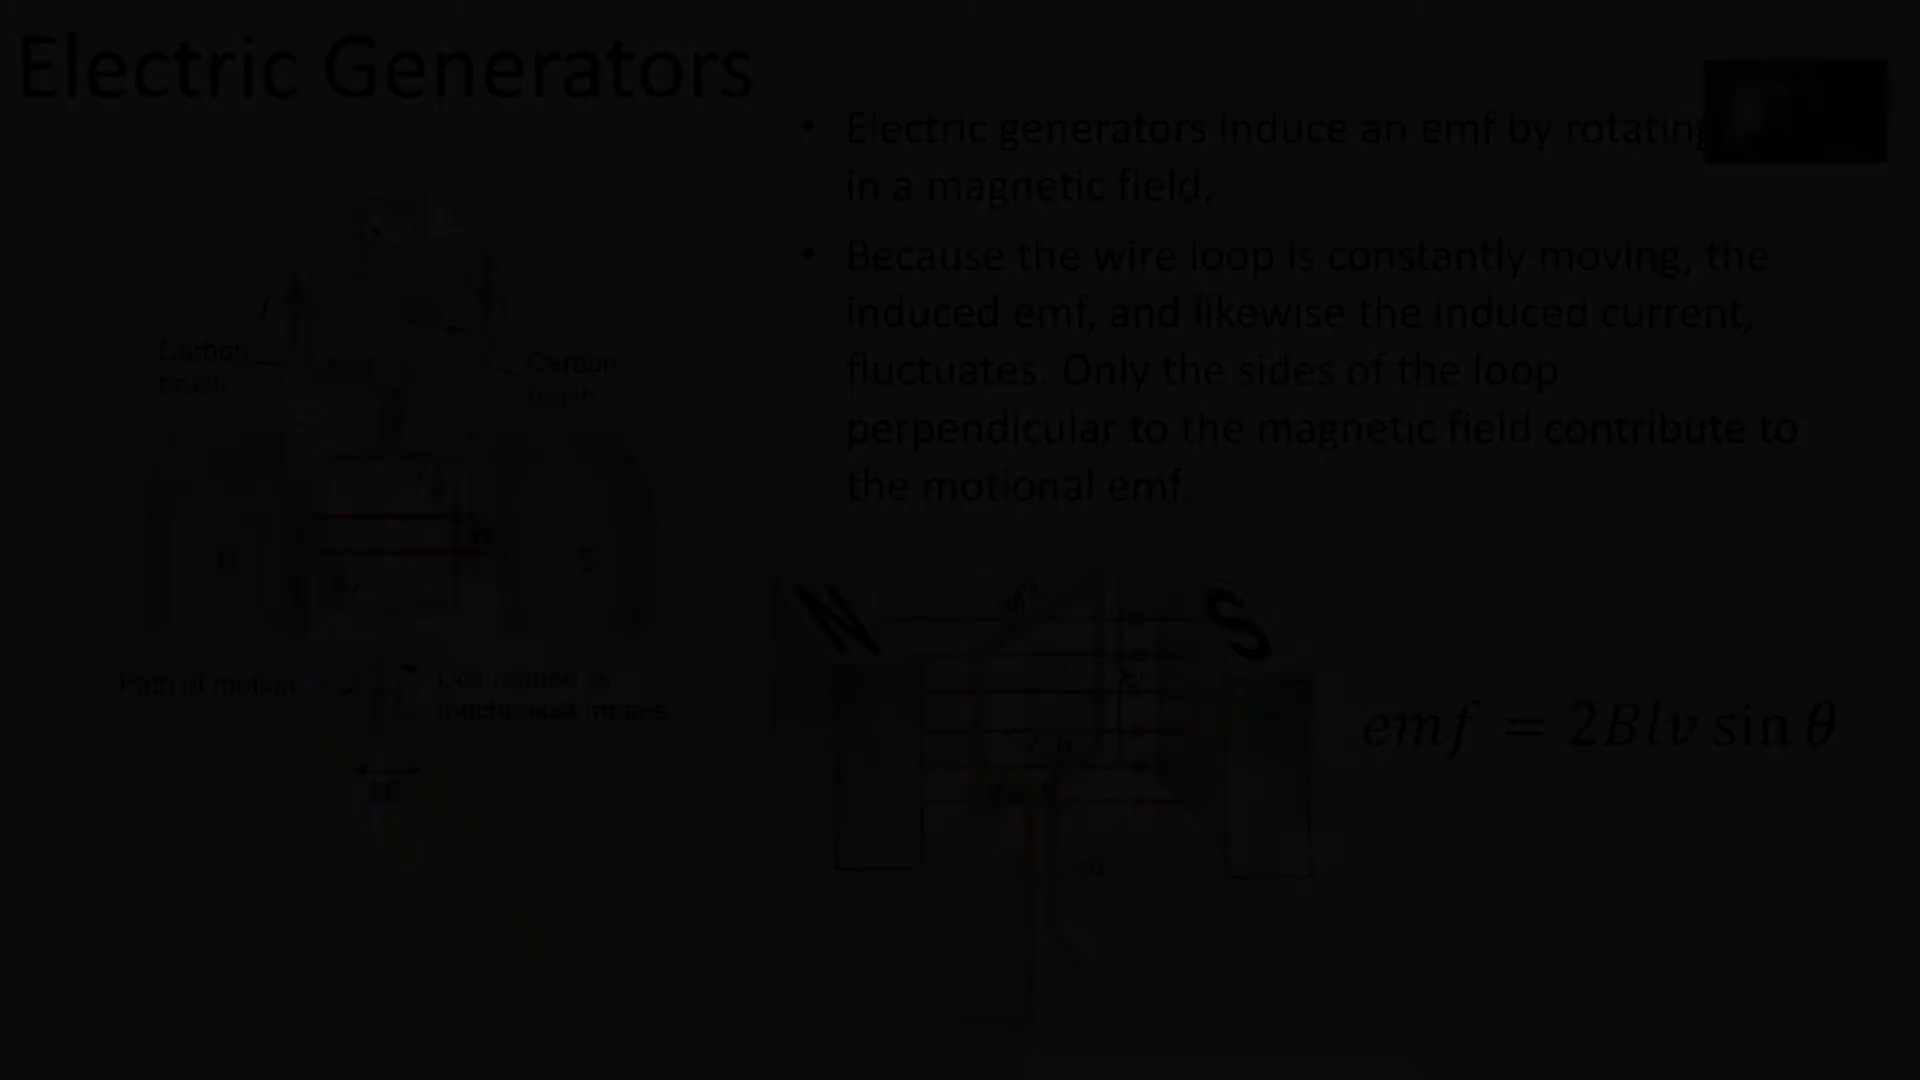 Electric Generators
• Electric generators induce an emf by rotating
in a magnetic field.
• Because the wire loop is constantly moving, the
induced emf, and likewise the induced current,
fluctuates. Only the sides of the loop
perpendicular to the magnetic field contribute to
the motional emf.
I
I
Carbon
brush
Carbon
brush
I
N
S
I
Path of motion
Coil rotated by
mechanical means
N
S
emf = 2Blv sin θ